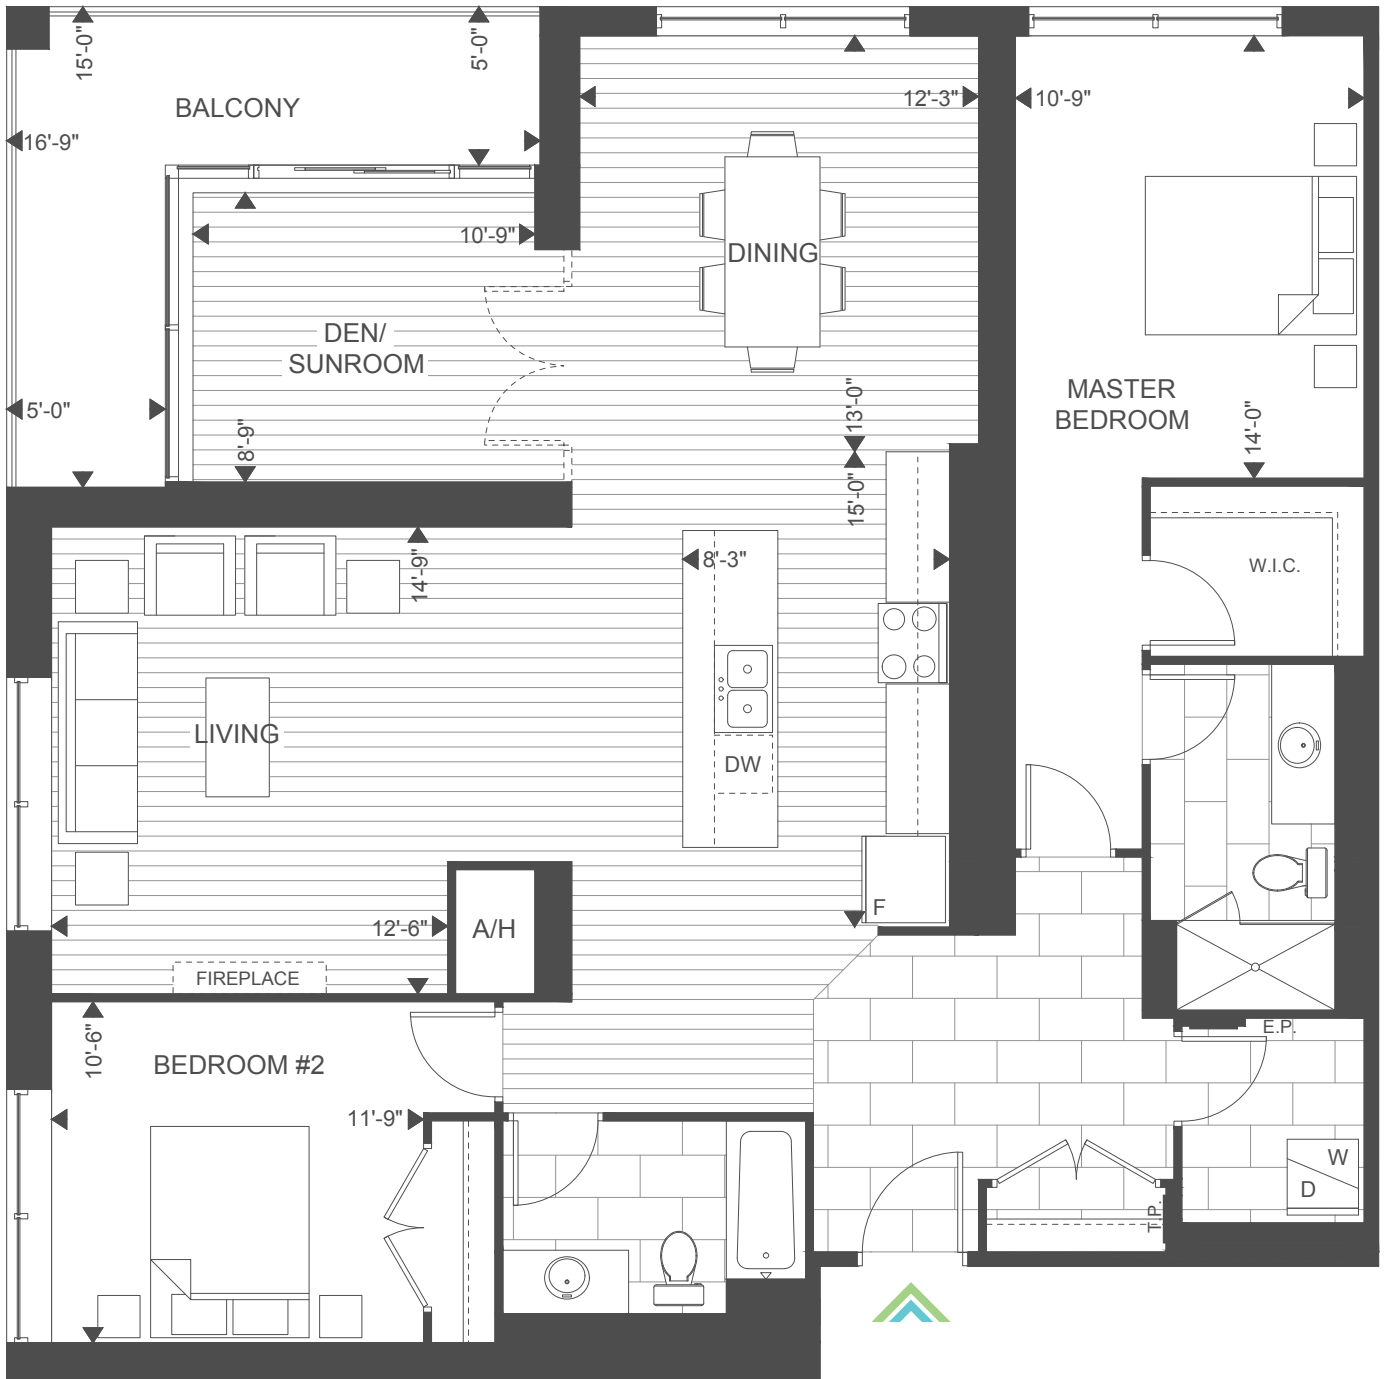 15'-0"
5'-0"
BALCONY
16'-9"
12'-3"
10'-9"
10'-9"
DINING
DEN/
SUNROOM
5'-0"
8'-9"
13'-0"
MASTER
BEDROOM
14'-0"
15'-0"
14'-9"
8'-3"
W.I.C.
LIVING
DW
F
12'-6"
A/H
FIREPLACE
10'-6"
BEDROOM #2
E.P.
11'-9"
W
D
T.P.